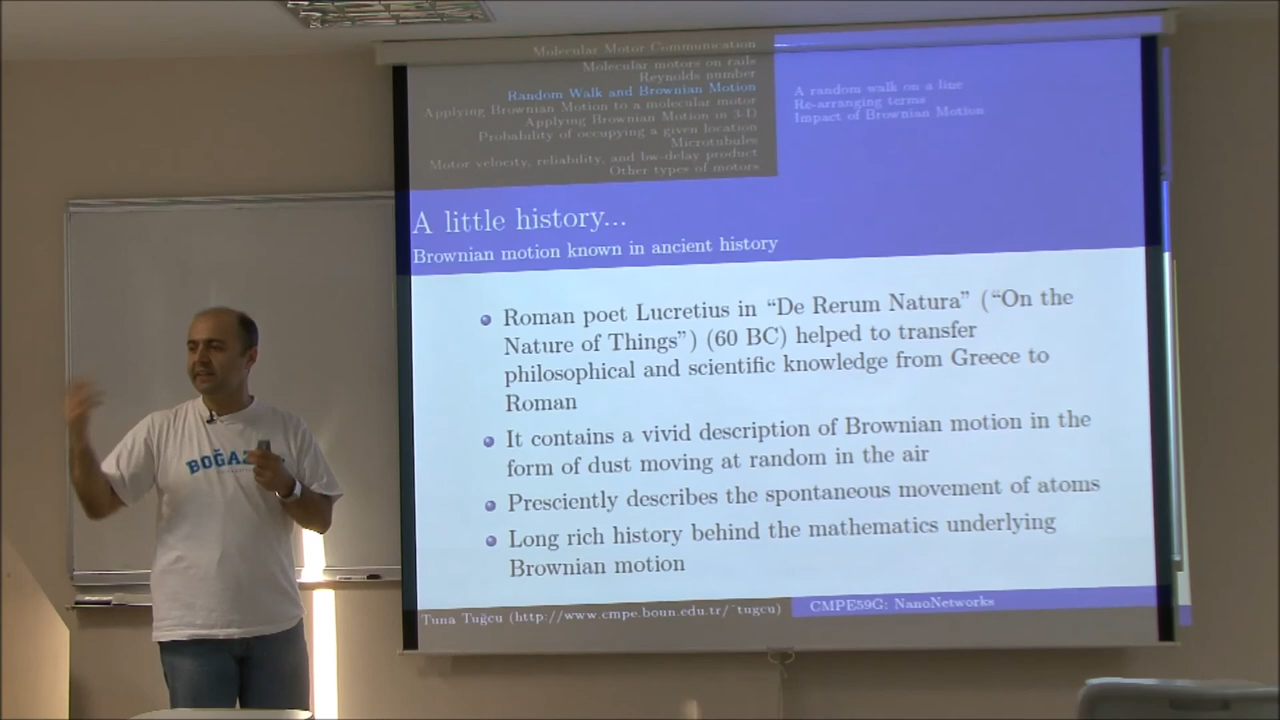 Molecular Motor Communication
Molecular motors on rails
Reynolds number
Random Walk and Brownian Motion
Applying Brownian Motion to a molecular motor
Applying Brownian Motion in 3-D
Probability of occupying a given location
Microtubules
Motor velocity, reliability, and bw-delay product
Other types of motors
A random walk on a line
Re-arranging terms
Impact of Brownian Motion
A little history...
Brownian motion known in ancient history
Roman poet Lucretius in “De Rerum Natura” (“On the
Nature of Things”) (60 BC) helped to transfer
philosophical and scientific knowledge from Greece to
Roman
It contains a vivid description of Brownian motion in the
form of dust moving at random in the air
Presciently describes the spontaneous movement of atoms
Long rich history behind the mathematics underlying
Brownian motion
Tuna Tuğcu (http://www.cmpe.boun.edu.tr/~tugcu)
CMPE59G: NanoNetworks
BOĞAZ